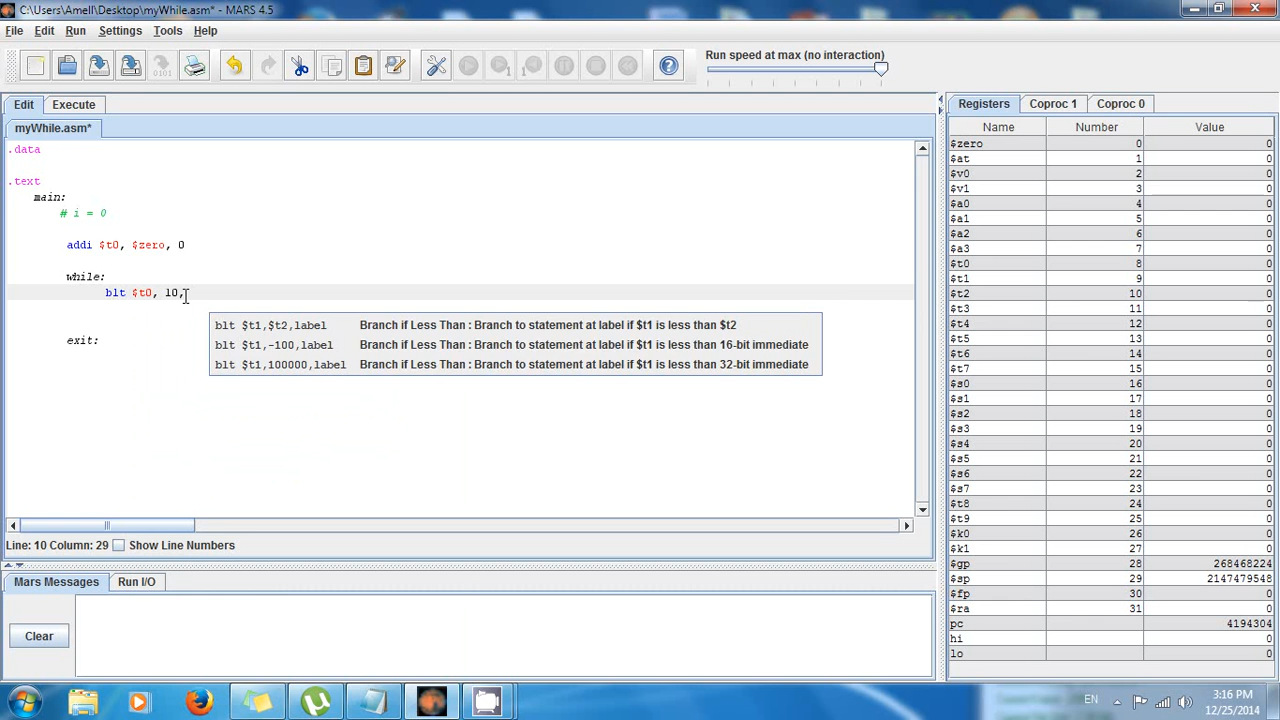 C:\Users\Amell\Desktop\myWhile.asm* - MARS 4.5
File Edit Run Settings Tools Help
Run speed at max (no interaction)
Edit Execute
myWhile.asm*
.data
.text
main:
# i = 0
addi $t0, $zero, 0
while:
blt $t0, 10,
exit:
blt $t1,$t2,label Branch if Less Than : Branch to statement at label if $t1 is less than $t2
blt $t1,-100,label Branch if Less Than : Branch to statement at label if $t1 is less than 16-bit immediate
blt $t1,100000,label Branch if Less Than : Branch to statement at label if $t1 is less than 32-bit immediate
Line: 10 Column: 29 Show Line Numbers
Mars Messages Run I/O
Clear
Registers Coproc 1 Coproc 0
Name Number Value
$zero 0 0
$at 1 0
$v0 2 0
$v1 3 0
$a0 4 0
$a1 5 0
$a2 6 0
$a3 7 0
$t0 8 0
$t1 9 0
$t2 10 0
$t3 11 0
$t4 12 0
$t5 13 0
$t6 14 0
$t7 15 0
$s0 16 0
$s1 17 0
$s2 18 0
$s3 19 0
$s4 20 0
$s5 21 0
$s6 22 0
$s7 23 0
$t8 24 0
$t9 25 0
$k0 26 0
$k1 27 0
$gp 28 268468224
$sp 29 2147479548
$fp 30 0
$ra 31 0
pc 4194304
hi 0
lo 0
EN
3:16 PM
12/25/2014